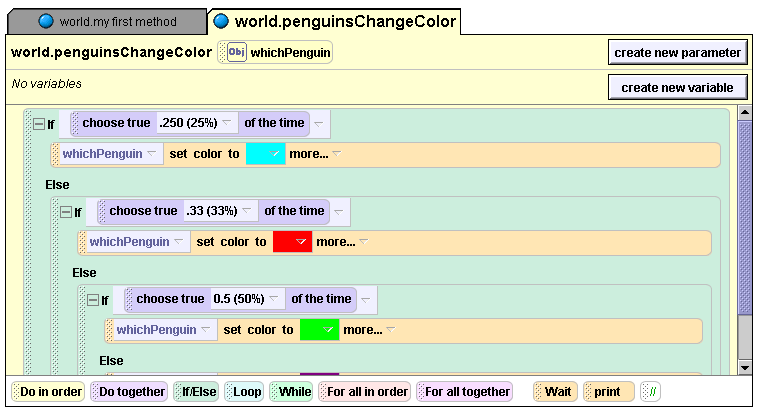 world.my first method world.penguinsChangeColor
world.penguinsChangeColor Obj whichPenguin create new parameter
No variables create new variable
If choose true .250 (25%) of the time
whichPenguin set color to more...
Else
If choose true .33 (33%) of the time
whichPenguin set color to more...
Else
If choose true 0.5 (50%) of the time
whichPenguin set color to more...
Else
Do in order Do together If/Else Loop While For all in order For all together Wait print //